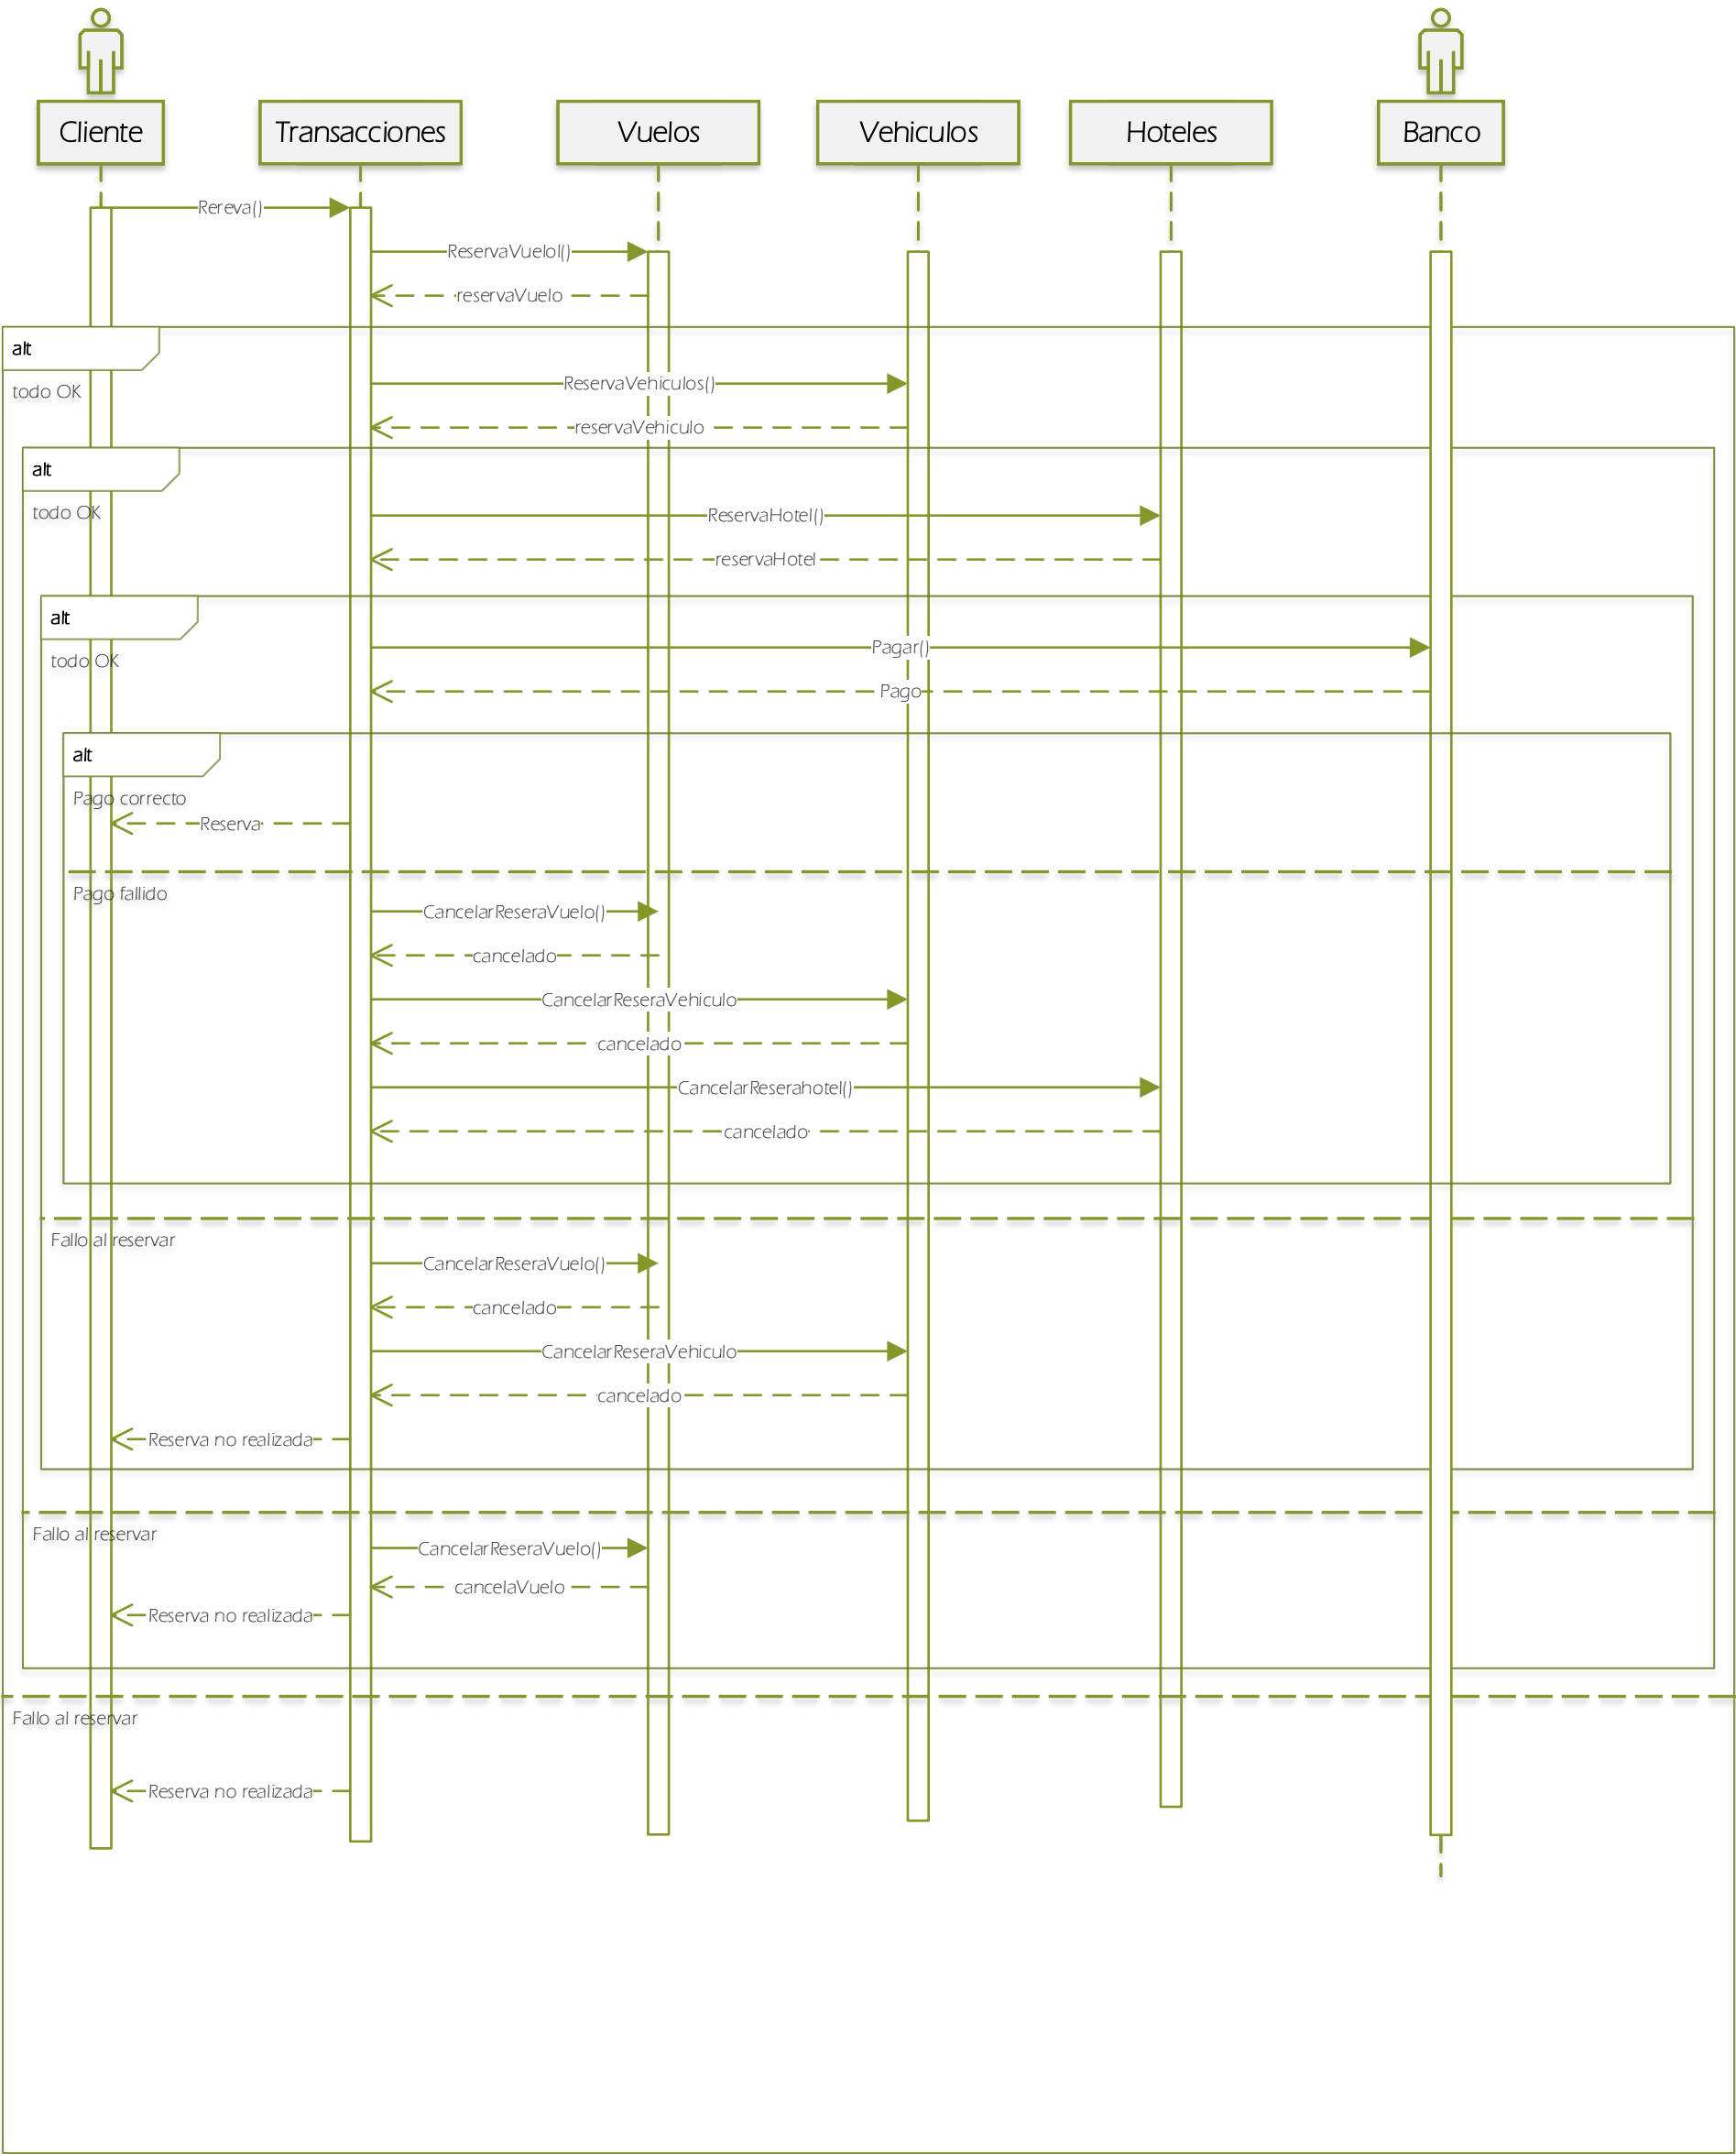 Cliente
Transacciones
Vuelos
Vehiculos
Hoteles
Banco
Rereva()
ReservaVuelol()
reservaVuelo
alt
todo OK
ReservaVehiculos()
reservaVehiculo
alt
todo OK
ReservaHotel()
reservaHotel
alt
todo OK
Pagar()
Pago
alt
Pago correcto
Reserva
Pago fallido
CancelarReseraVuelo()
cancelado
CancelarReseraVehiculo
cancelado
CancelarReserahotel()
cancelado
Fallo al reservar
CancelarReseraVuelo()
cancelado
CancelarReseraVehiculo
cancelado
Reserva no realizada
Fallo al reservar
CancelarReseraVuelo()
cancelaVuelo
Reserva no realizada
Fallo al reservar
Reserva no realizada